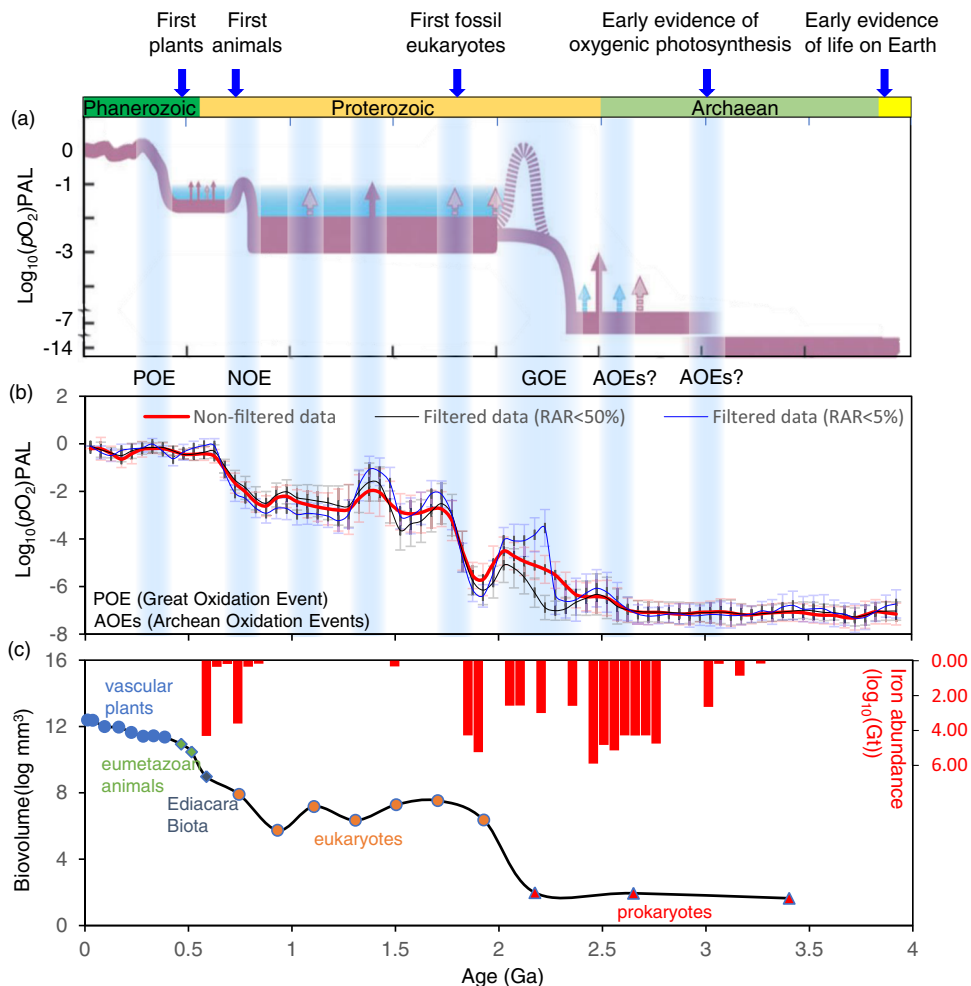 First plants
First animals
First fossil eukaryotes
Early evidence of oxygenic photosynthesis
Early evidence of life on Earth
Phanerozoic
Proterozoic
Archaean
(a)
Log₁₀(pO₂)PAL
0
-1
-3
-7
-14
POE
NOE
GOE
AOEs?
AOEs?
(b)
Log₁₀(pO₂)PAL
2
0
-2
-4
-6
-8
Non-filtered data
Filtered data (RAR<50%)
Filtered data (RAR<5%)
POE (Great Oxidation Event)
AOEs (Archean Oxidation Events)
(c)
Biovolume(log mm³)
16
12
8
4
0
vascular
plants
eumetazoan
animals
Ediacara
Biota
eukaryotes
prokaryotes
0.00
2.00
4.00
6.00
Iron abundance
(log₁₀(Gt))
0
0.5
1
1.5
2
2.5
3
3.5
4
Age (Ga)